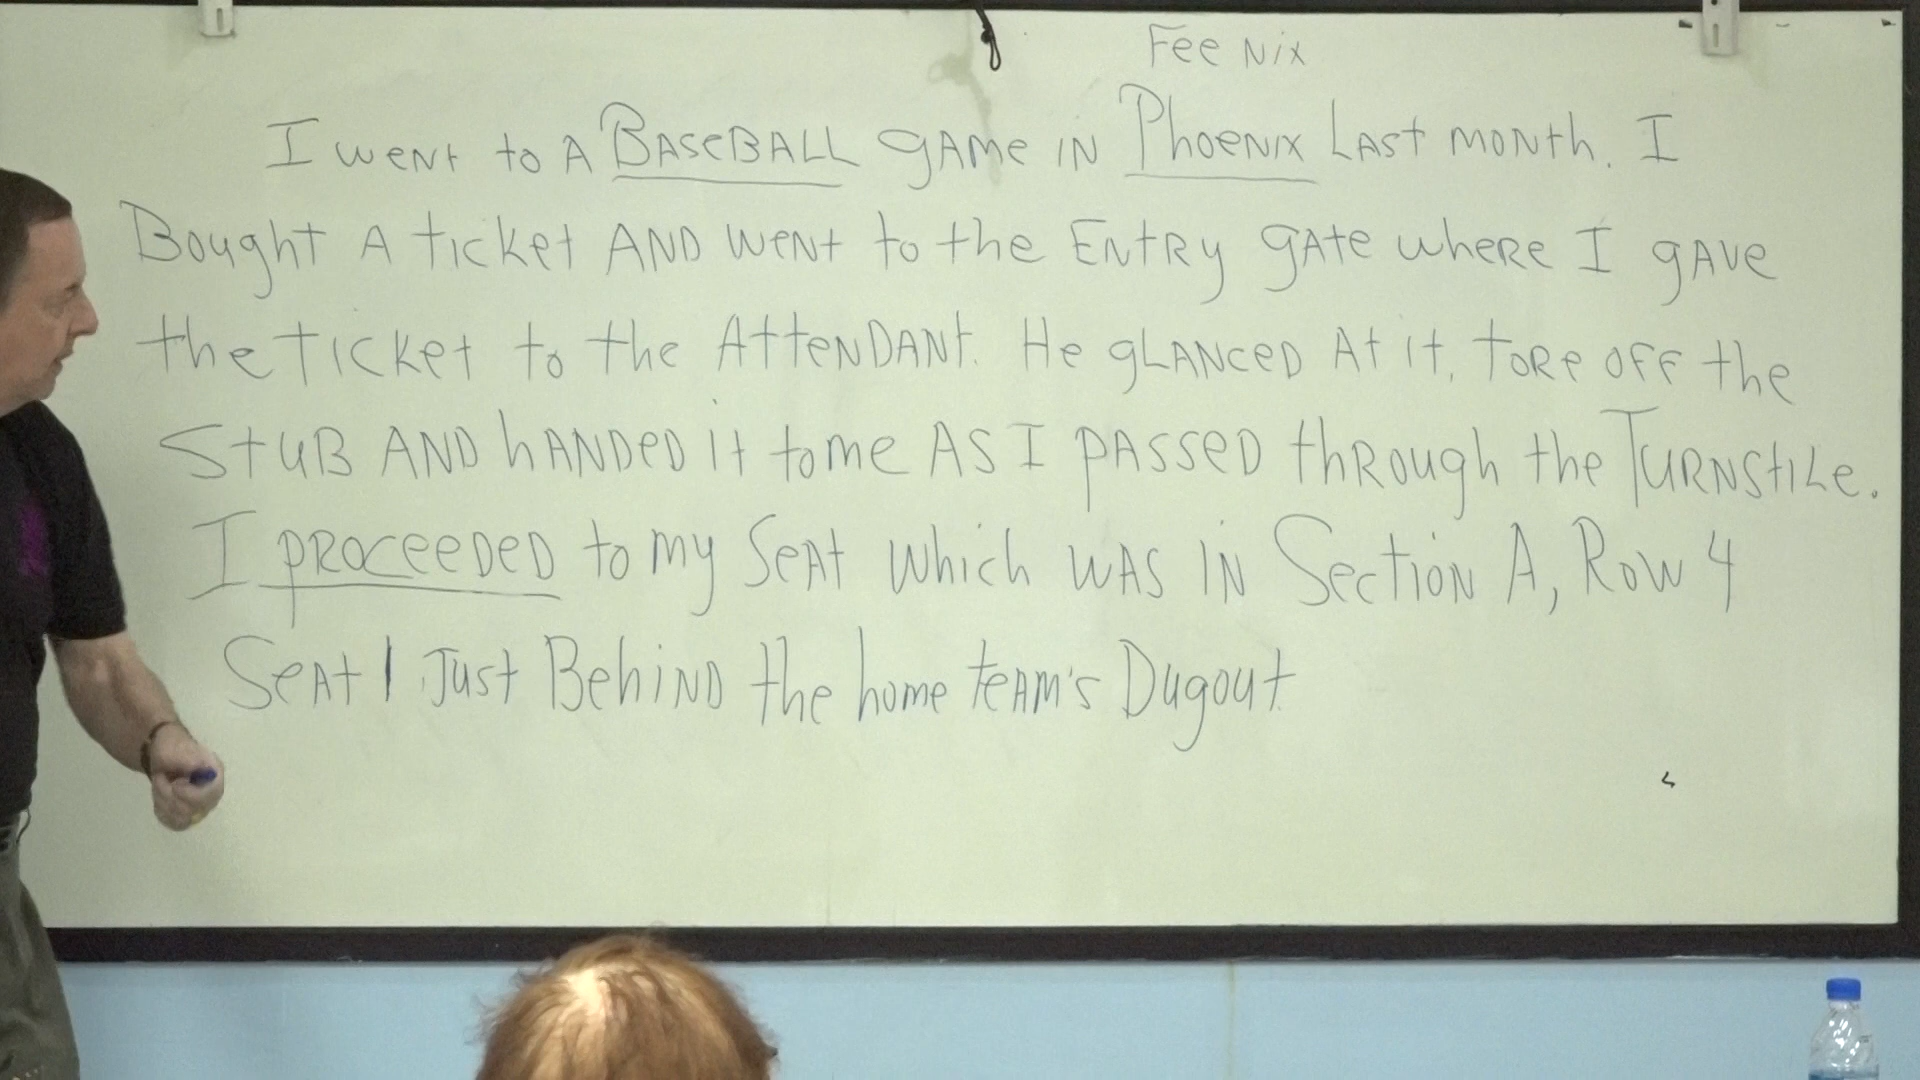 Fee Nix
I went to A BASEBALL gAMe IN PhoeNix LAst moNth. I
Bought A ticket AND weNt to the ENtRy gAte wheRe I gAve
the ticket to the AtteNDANt. He gLANceD At it, toRe off the
StuB AND hANDeD it to me AS I pASSeD thRough the TuRNStiLe.
I pRoceeDeD to my SeAt which wAS iN SectioN A, Row 4
SeAt 1 JuSt BehiND the home teAm's Dugout